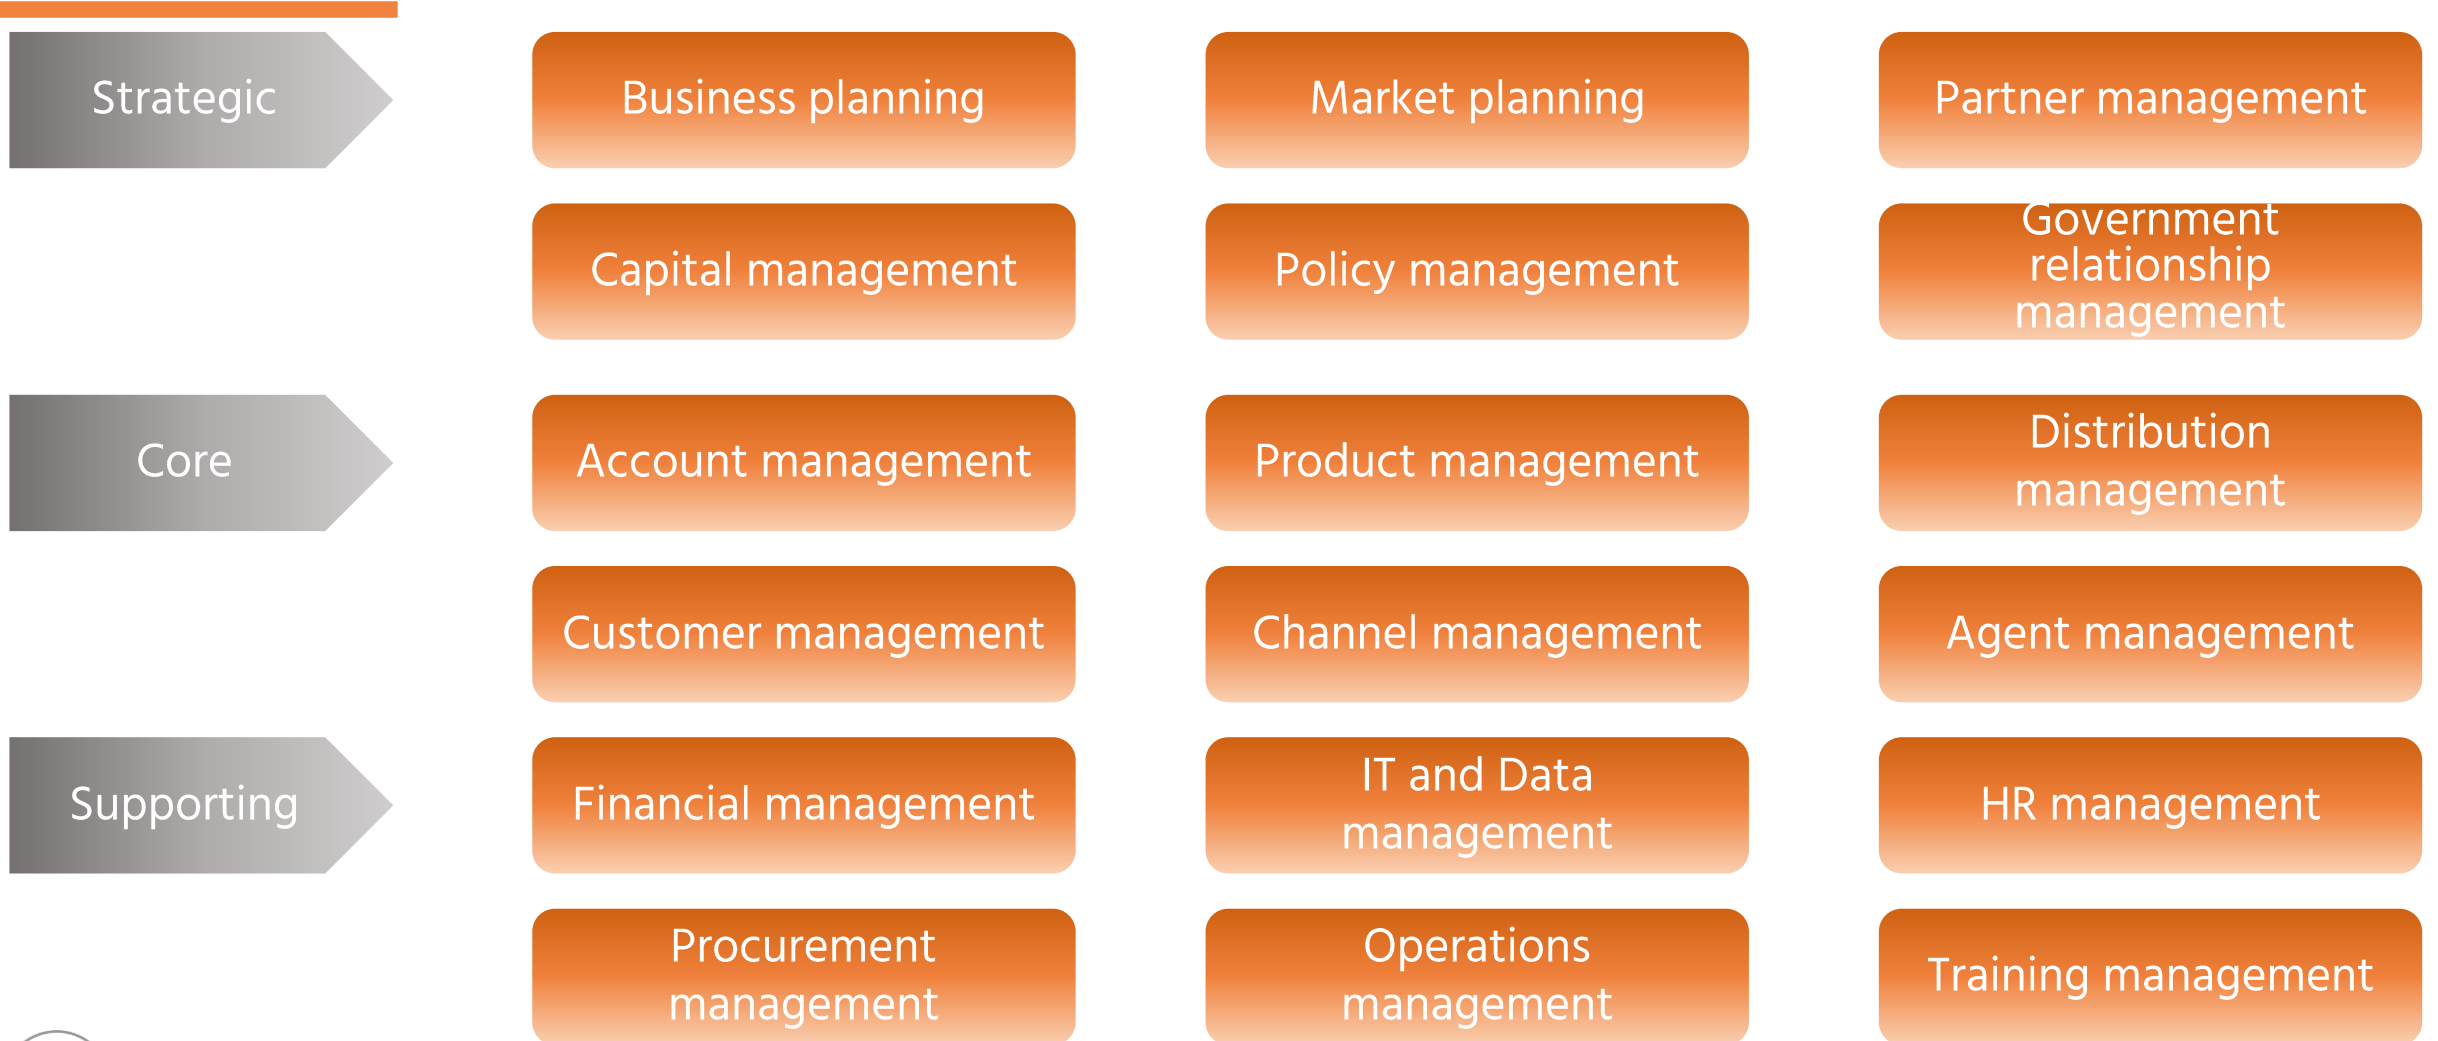 Strategic
Business planning
Market planning
Partner management
Capital management
Policy management
Government
relationship
management
Core
Account management
Product management
Distribution
management
Customer management
Channel management
Agent management
Supporting
Financial management
IT and Data
management
HR management
Procurement
management
Operations
management
Training management